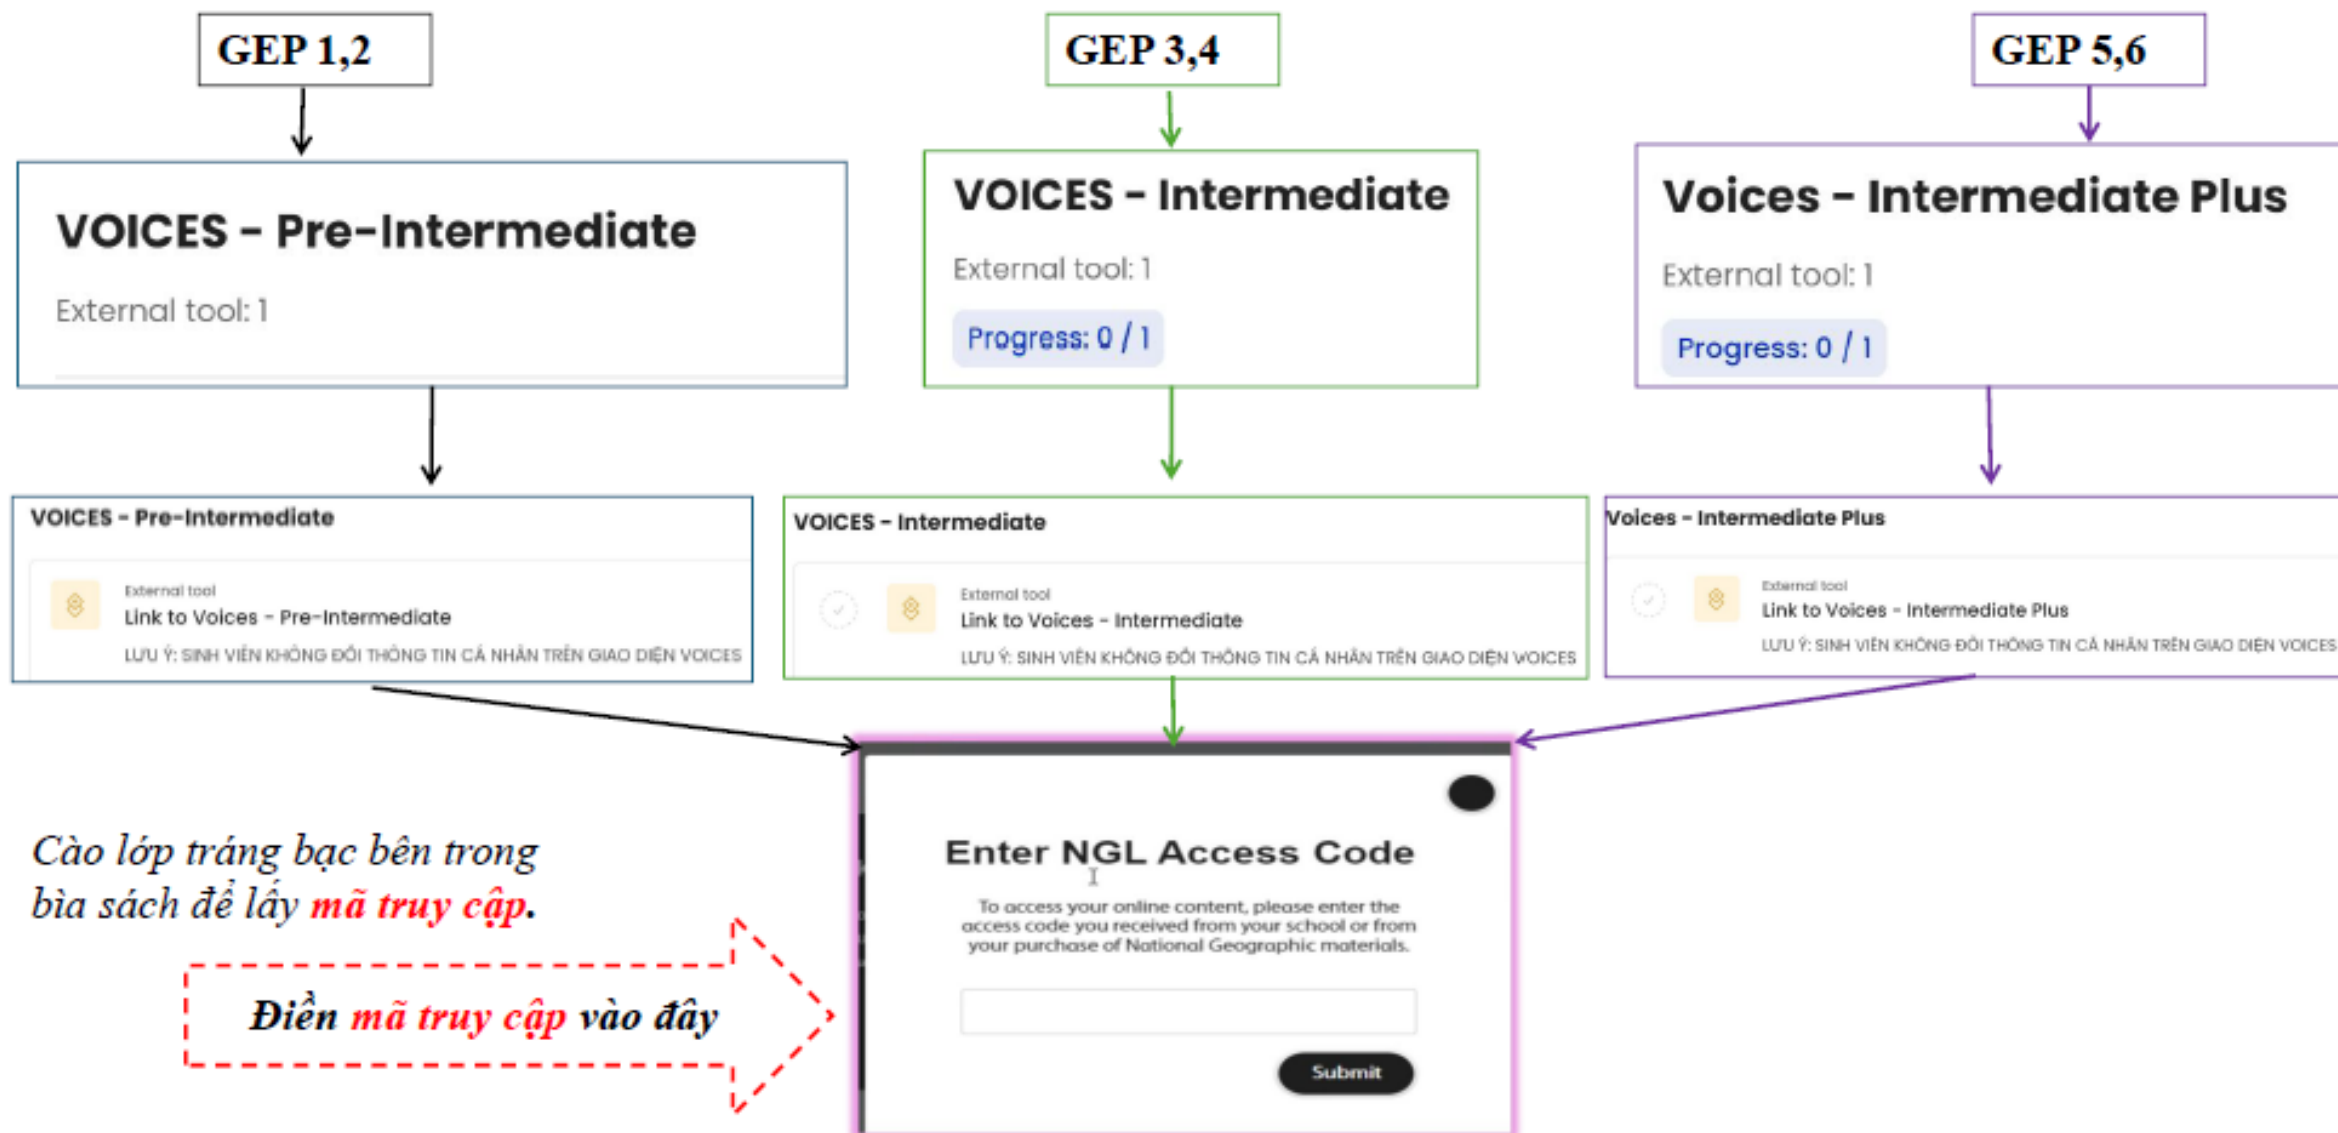 GEP 1,2
GEP 3,4
GEP 5,6
VOICES - Pre-Intermediate
External tool: 1
VOICES - Intermediate
External tool: 1
Progress: 0 / 1
Voices - Intermediate Plus
External tool: 1
Progress: 0 / 1
VOICES - Pre-Intermediate
External tool
Link to Voices - Pre-Intermediate
LƯU Ý: SINH VIÊN KHÔNG ĐỔI THÔNG TIN CÁ NHÂN TRÊN GIAO DIỆN VOICES
VOICES - Intermediate
External tool
Link to Voices - Intermediate
LƯU Ý: SINH VIÊN KHÔNG ĐỔI THÔNG TIN CÁ NHÂN TRÊN GIAO DIỆN VOICES
Voices - Intermediate Plus
External tool
Link to Voices - Intermediate Plus
LƯU Ý: SINH VIÊN KHÔNG ĐỔI THÔNG TIN CÁ NHÂN TRÊN GIAO DIỆN VOICES
Cào lớp tráng bạc bên trong
bìa sách để lấy mã truy cập.
Điền mã truy cập vào đây
Enter NGL Access Code
To access your online content, please enter the
access code you received from your school or from
your purchase of National Geographic materials.
Submit